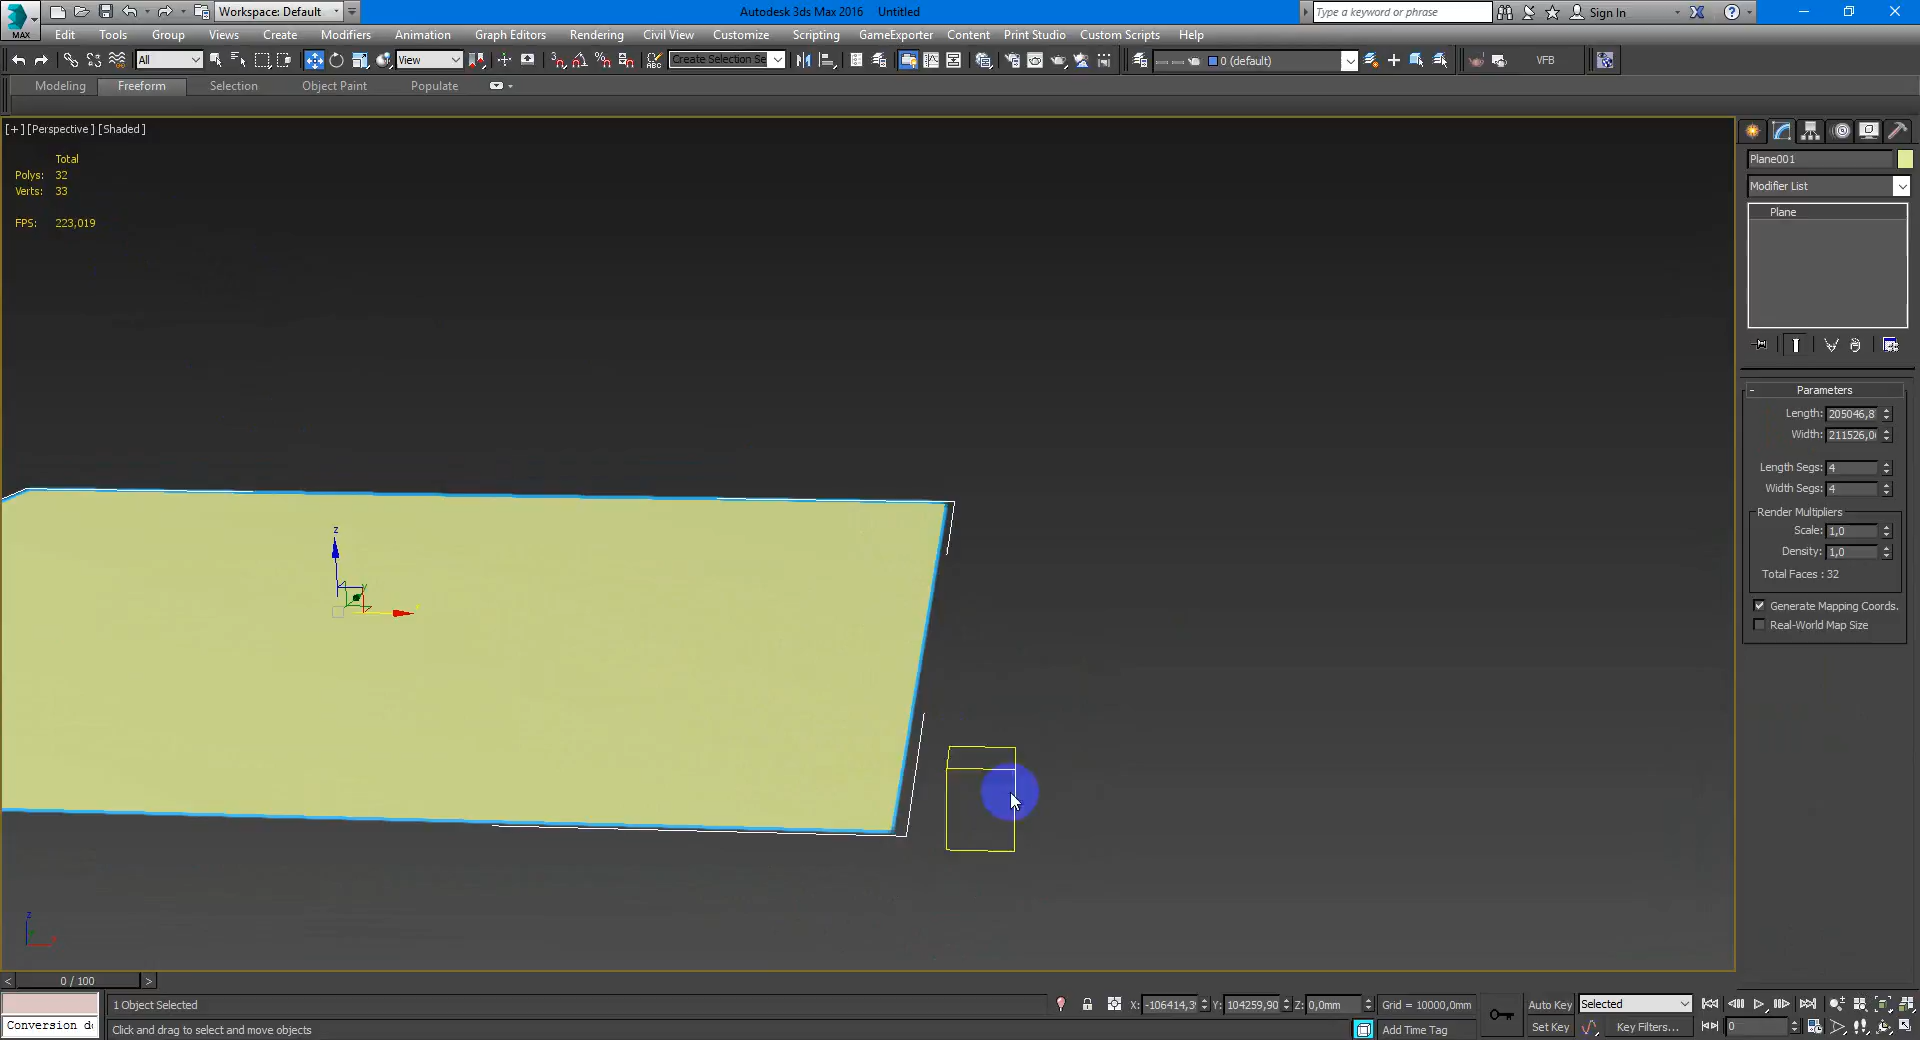 MAX
Workspace: Default
Autodesk 3ds Max 2016 Untitled
Type a keyword or phrase
Sign In
Edit Tools Group Views Create Modifiers Animation Graph Editors Rendering Civil View Customize Scripting GameExporter Content Print Studio Custom Scripts Help
All
View
Create Selection Se
0 (default)
VFB
Modeling Freeform Selection Object Paint Populate
[+] [Perspective] [Shaded]
Total
Polys: 32
Verts: 33
FPS: 223,019
z
y
z
Plane001
Modifier List
Plane
- Parameters
Length: 205046,8
Width: 211526,0
Length Segs: 4
Width Segs: 4
Render Multipliers
Scale: 1,0
Density: 1,0
Total Faces : 32
Generate Mapping Coords.
Real-World Map Size
< 0 / 100 >
1 Object Selected
X: -106414,3 Y: 104259,90 Z: 0,0mm Grid = 10000,0mm
Auto Key Selected
Conversion d
Click and drag to select and move objects
Add Time Tag
Set Key Key Filters... 0